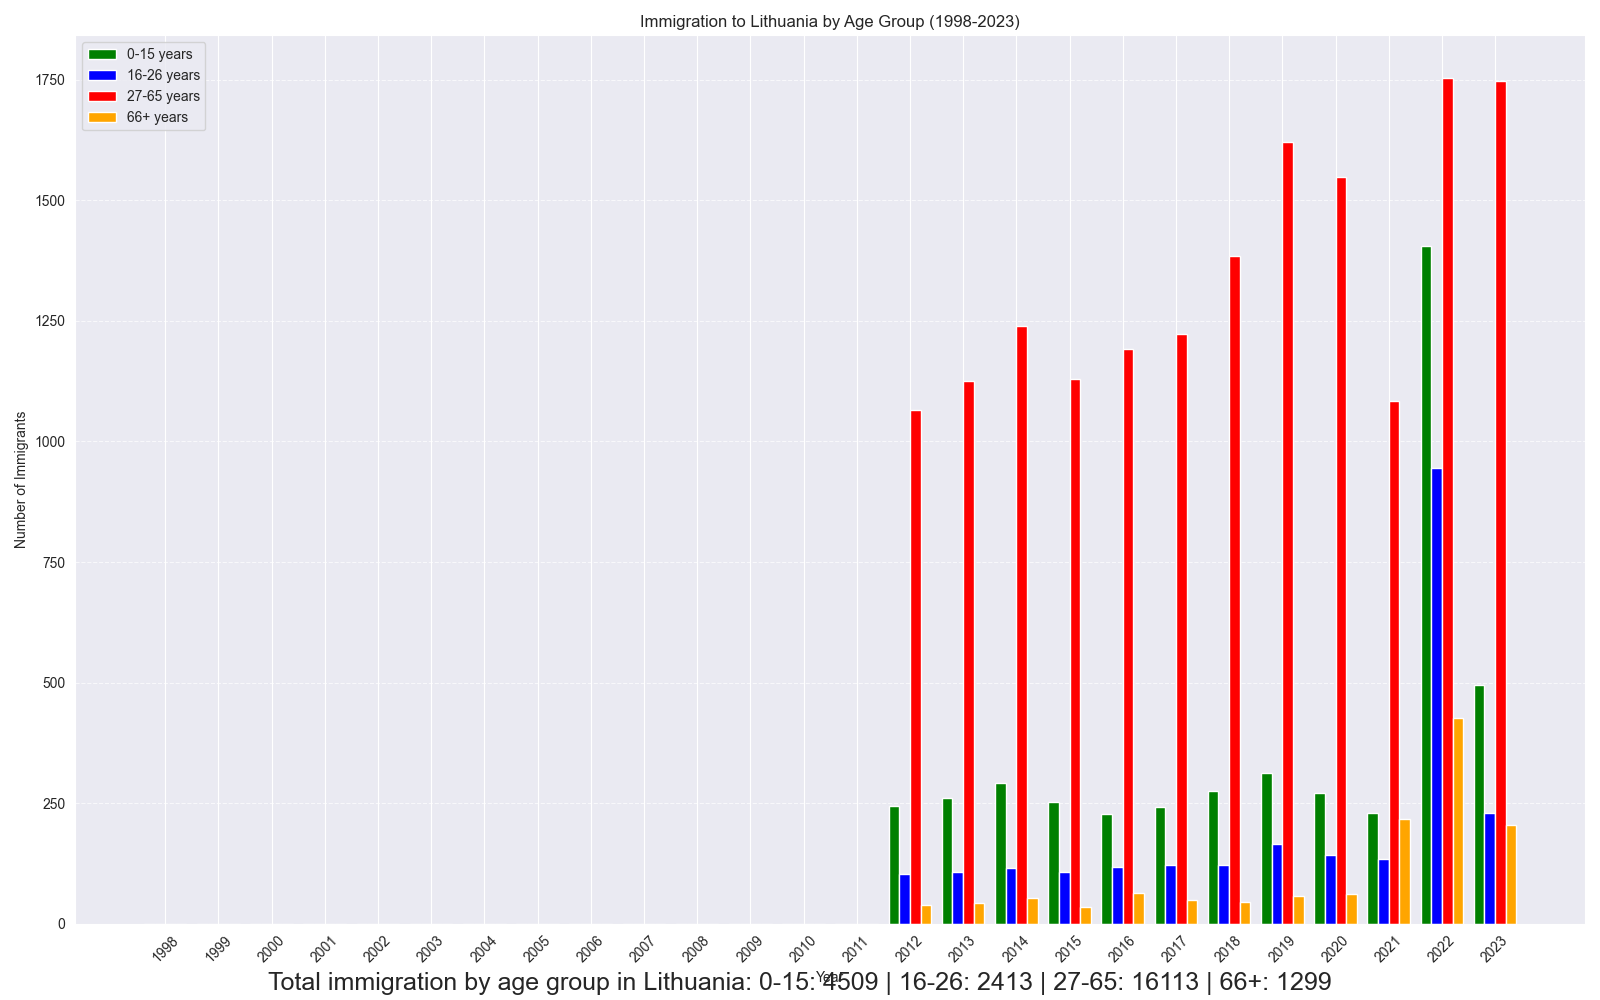 Immigration to Lithuania by Age Group (1998-2023)
0-15 years
16-26 years
27-65 years
66+ years
Number of Immigrants
1750
1500
1250
1000
750
500
250
0
1998 1999 2000 2001 2002 2003 2004 2005 2006 2007 2008 2009 2010 2011 2012 2013 2014 2015 2016 2017 2018 2019 2020 2021 2022 2023
Year
Total immigration by age group in Lithuania: 0-15: 4509 | 16-26: 2413 | 27-65: 16113 | 66+: 1299